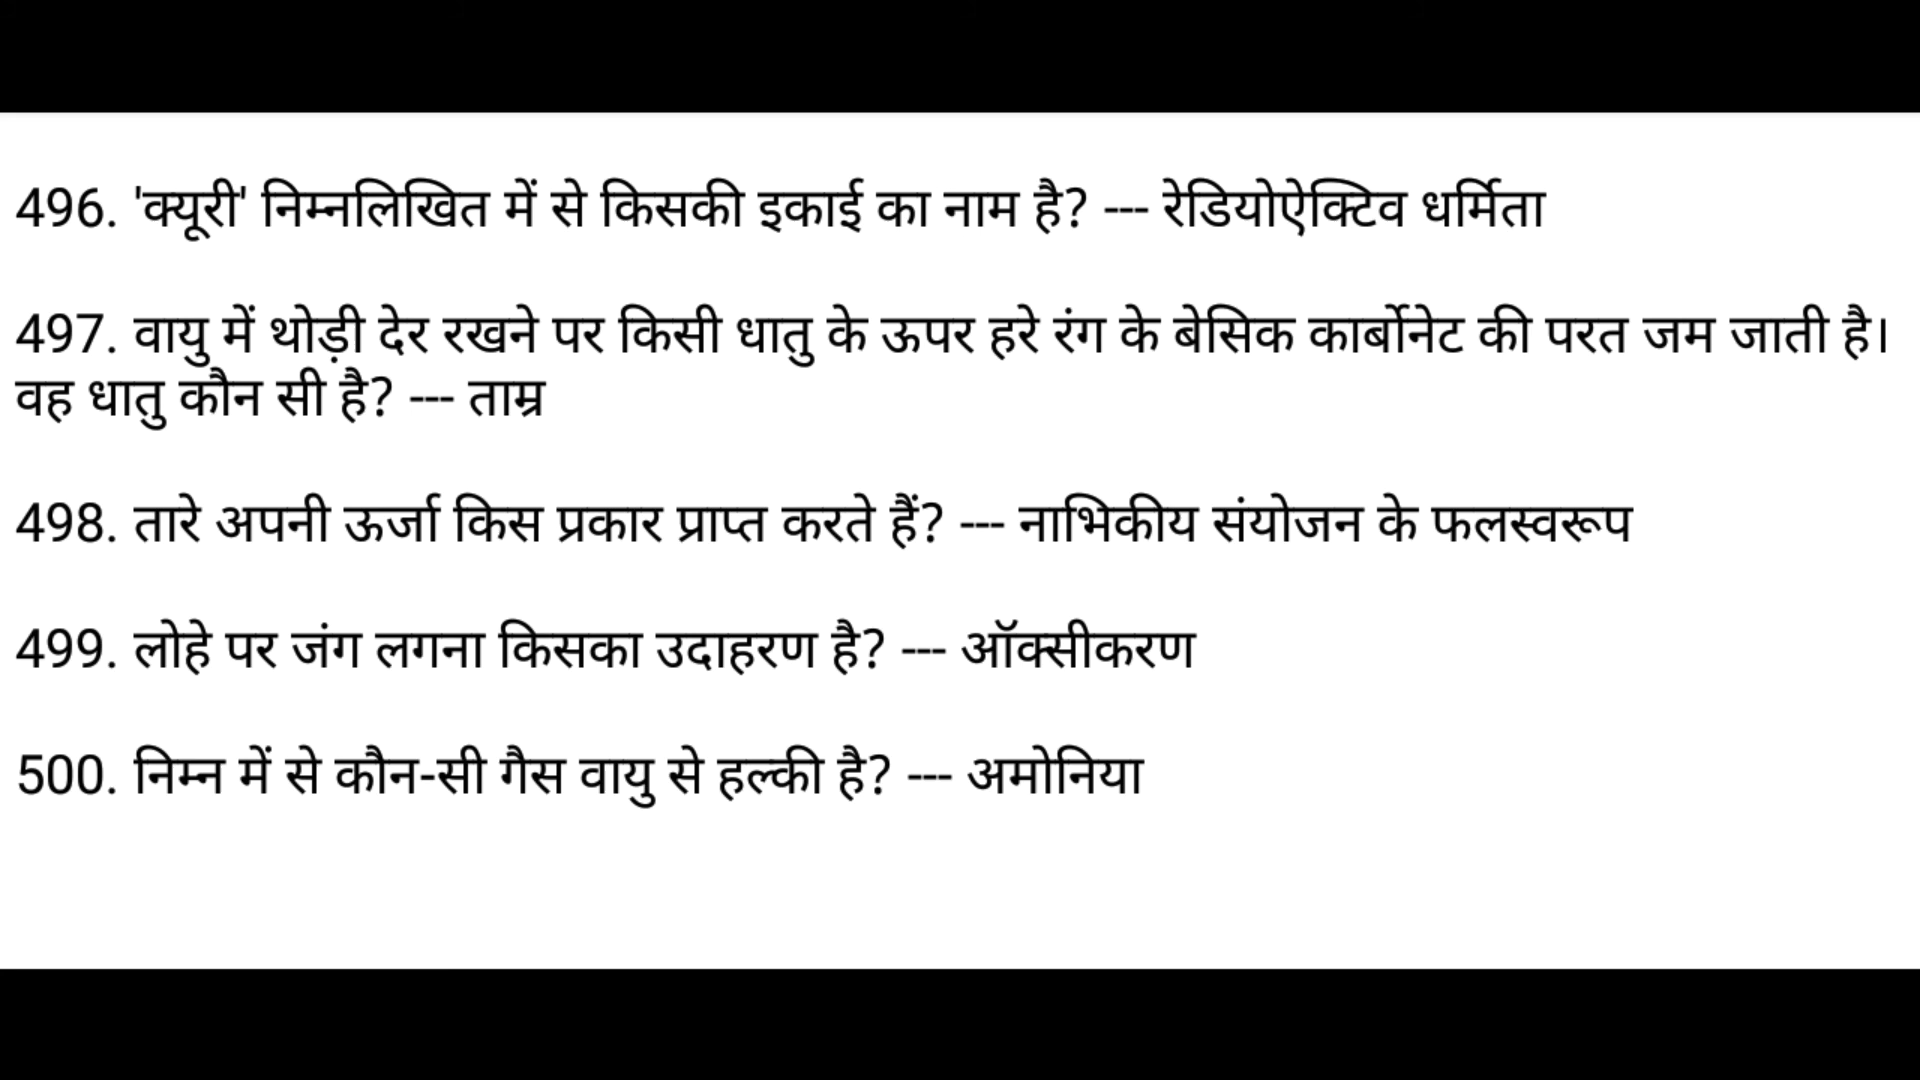 496. 'क्यूरी' निम्नलिखित में से किसकी इकाई का नाम है? --- रेडियोऐक्टिव धर्मिता
497. वायु में थोड़ी देर रखने पर किसी धातु के ऊपर हरे रंग के बेसिक कार्बोनेट की परत जम जाती है।
वह धातु कौन सी है? --- ताम्र
498. तारे अपनी ऊर्जा किस प्रकार प्राप्त करते हैं? --- नाभिकीय संयोजन के फलस्वरूप
499. लोहे पर जंग लगना किसका उदाहरण है? --- ऑक्सीकरण
500. निम्न में से कौन-सी गैस वायु से हल्की है? --- अमोनिया